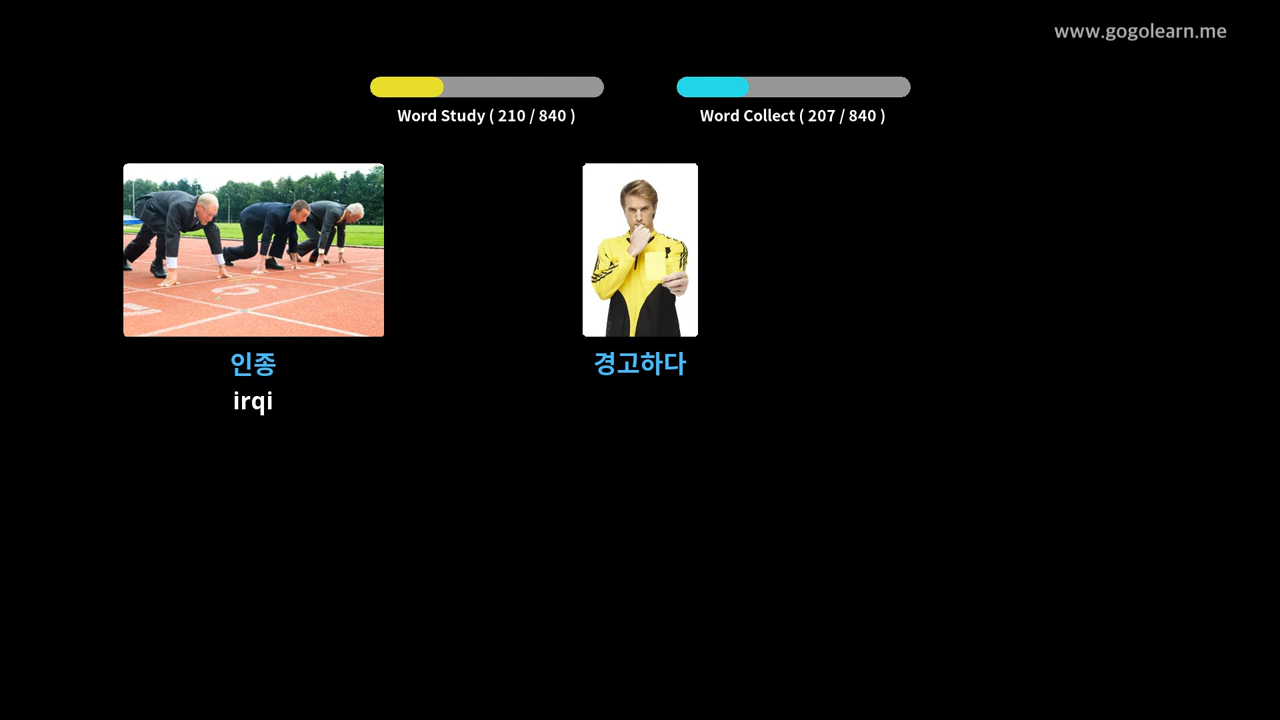 www.gogolearn.me
Word Study ( 210 / 840 )
Word Collect ( 207 / 840 )
인종
irqi
경고하다